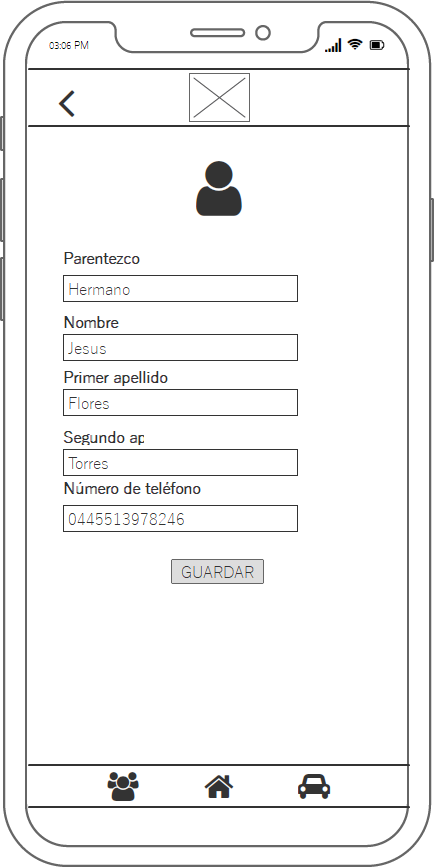 03:06 PM
Parentezco
Hermano
Nombre
Jesus
Primer apellido
Flores
Segundo ap
Torres
Número de teléfono
0445513978246
GUARDAR